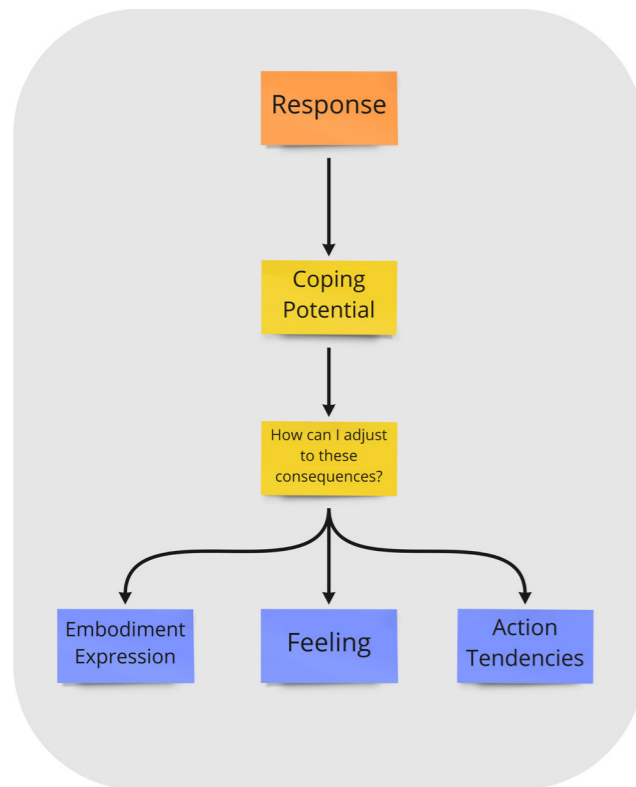 Response
Coping
Potential
How can I adjust
to these
consequences?
Embodiment
Expression
Feeling
Action
Tendencies